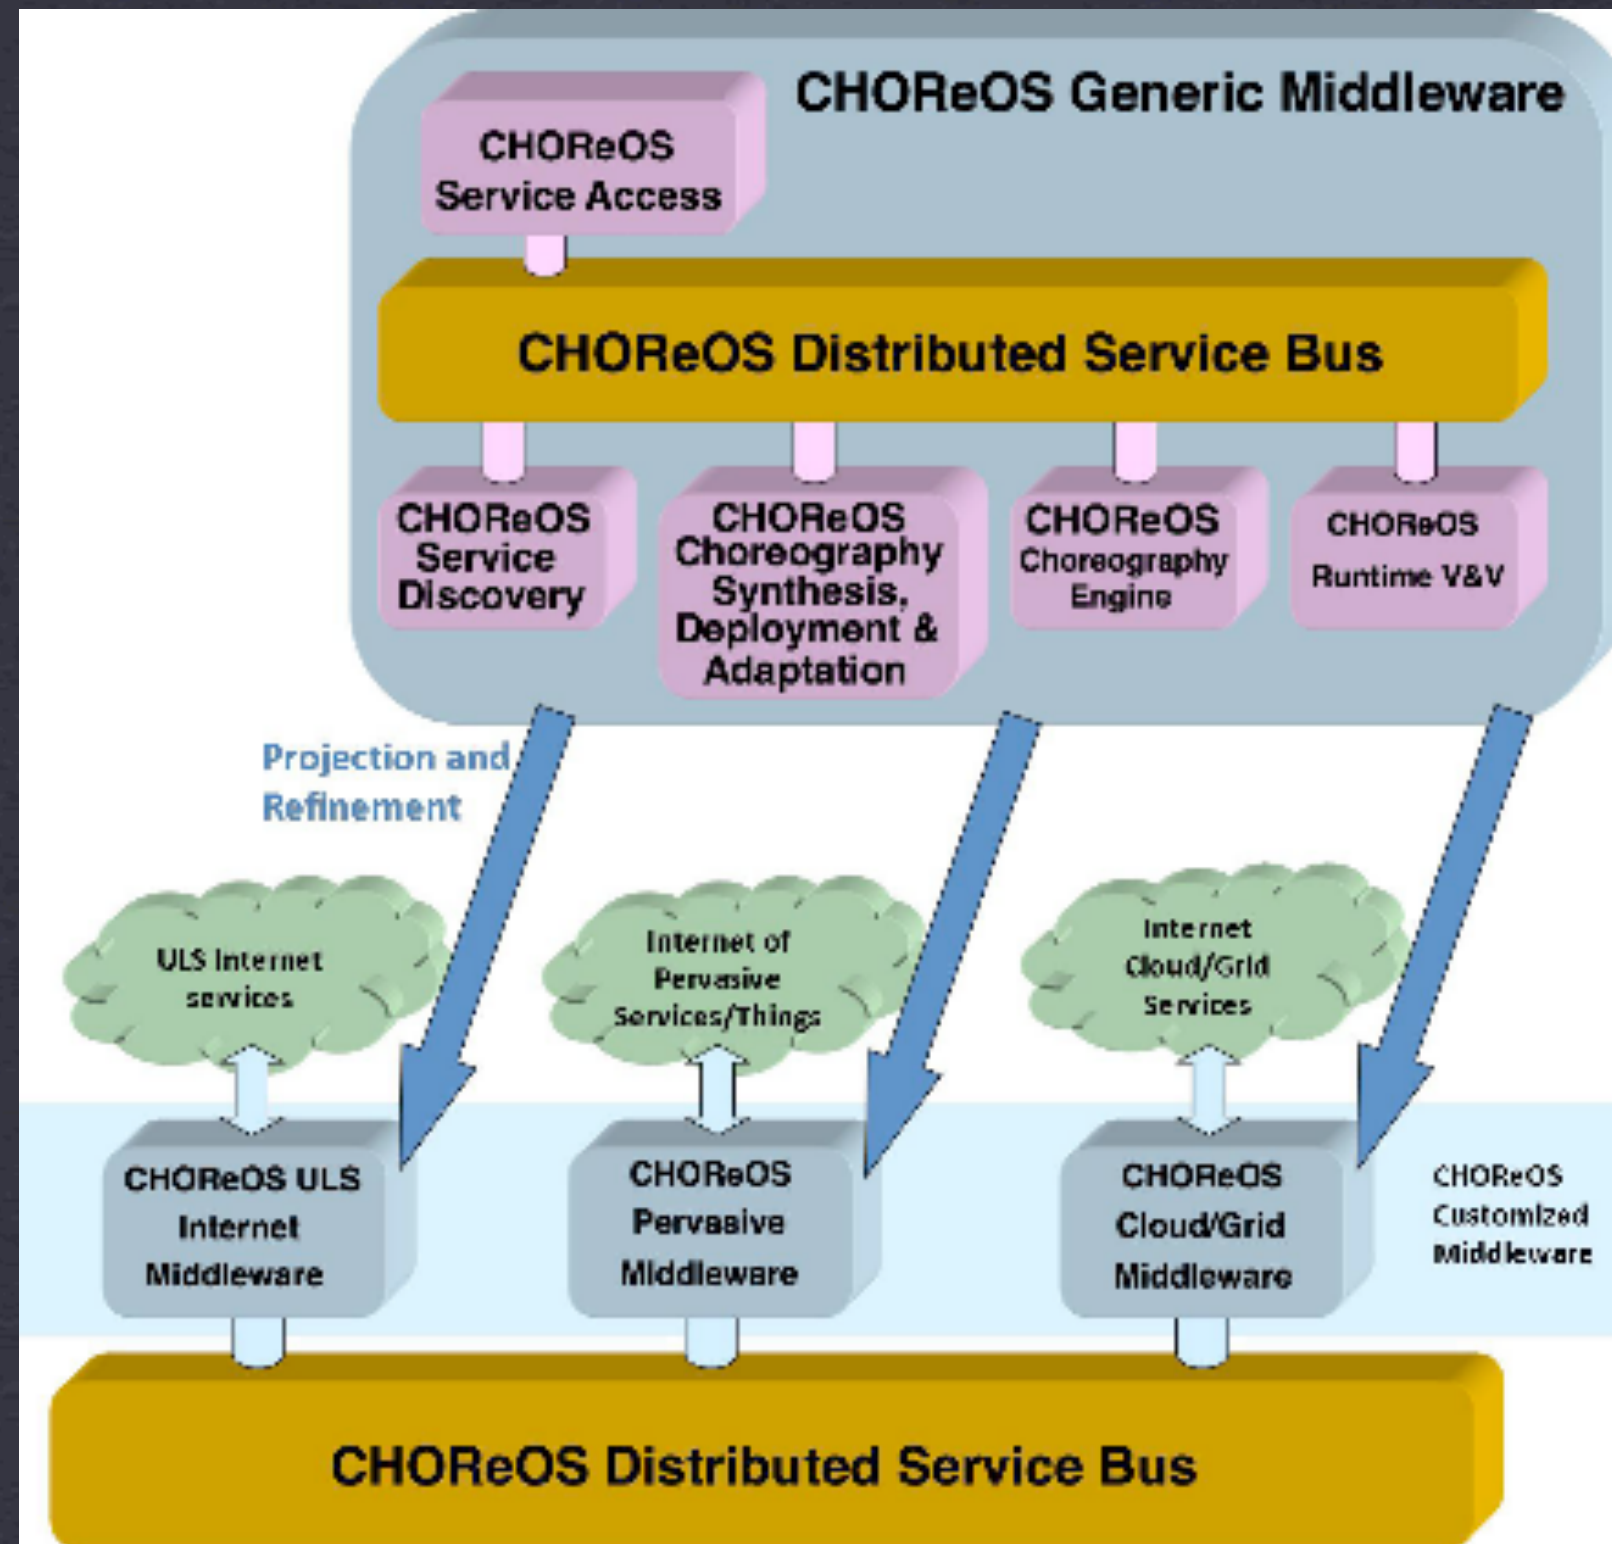 CHOReOS Generic Middleware
CHOReOS
Service Access
CHOReOS Distributed Service Bus
CHOReOS
Service
Discovery
CHOReOS
Choreography
Synthesis,
Deployment &
Adaptation
CHOReOS
Choreography
Engine
CHOReOS
Runtime V&V
Projection and
Refinement
ULS Internet
services
Internet of
Pervasive
Services/Things
Internet
Cloud/Grid
Services
CHOReOS ULS
Internet
Middleware
CHOReOS
Pervasive
Middleware
CHOReOS
Cloud/Grid
Middleware
CHOReOS
Customized
Middleware
CHOReOS Distributed Service Bus